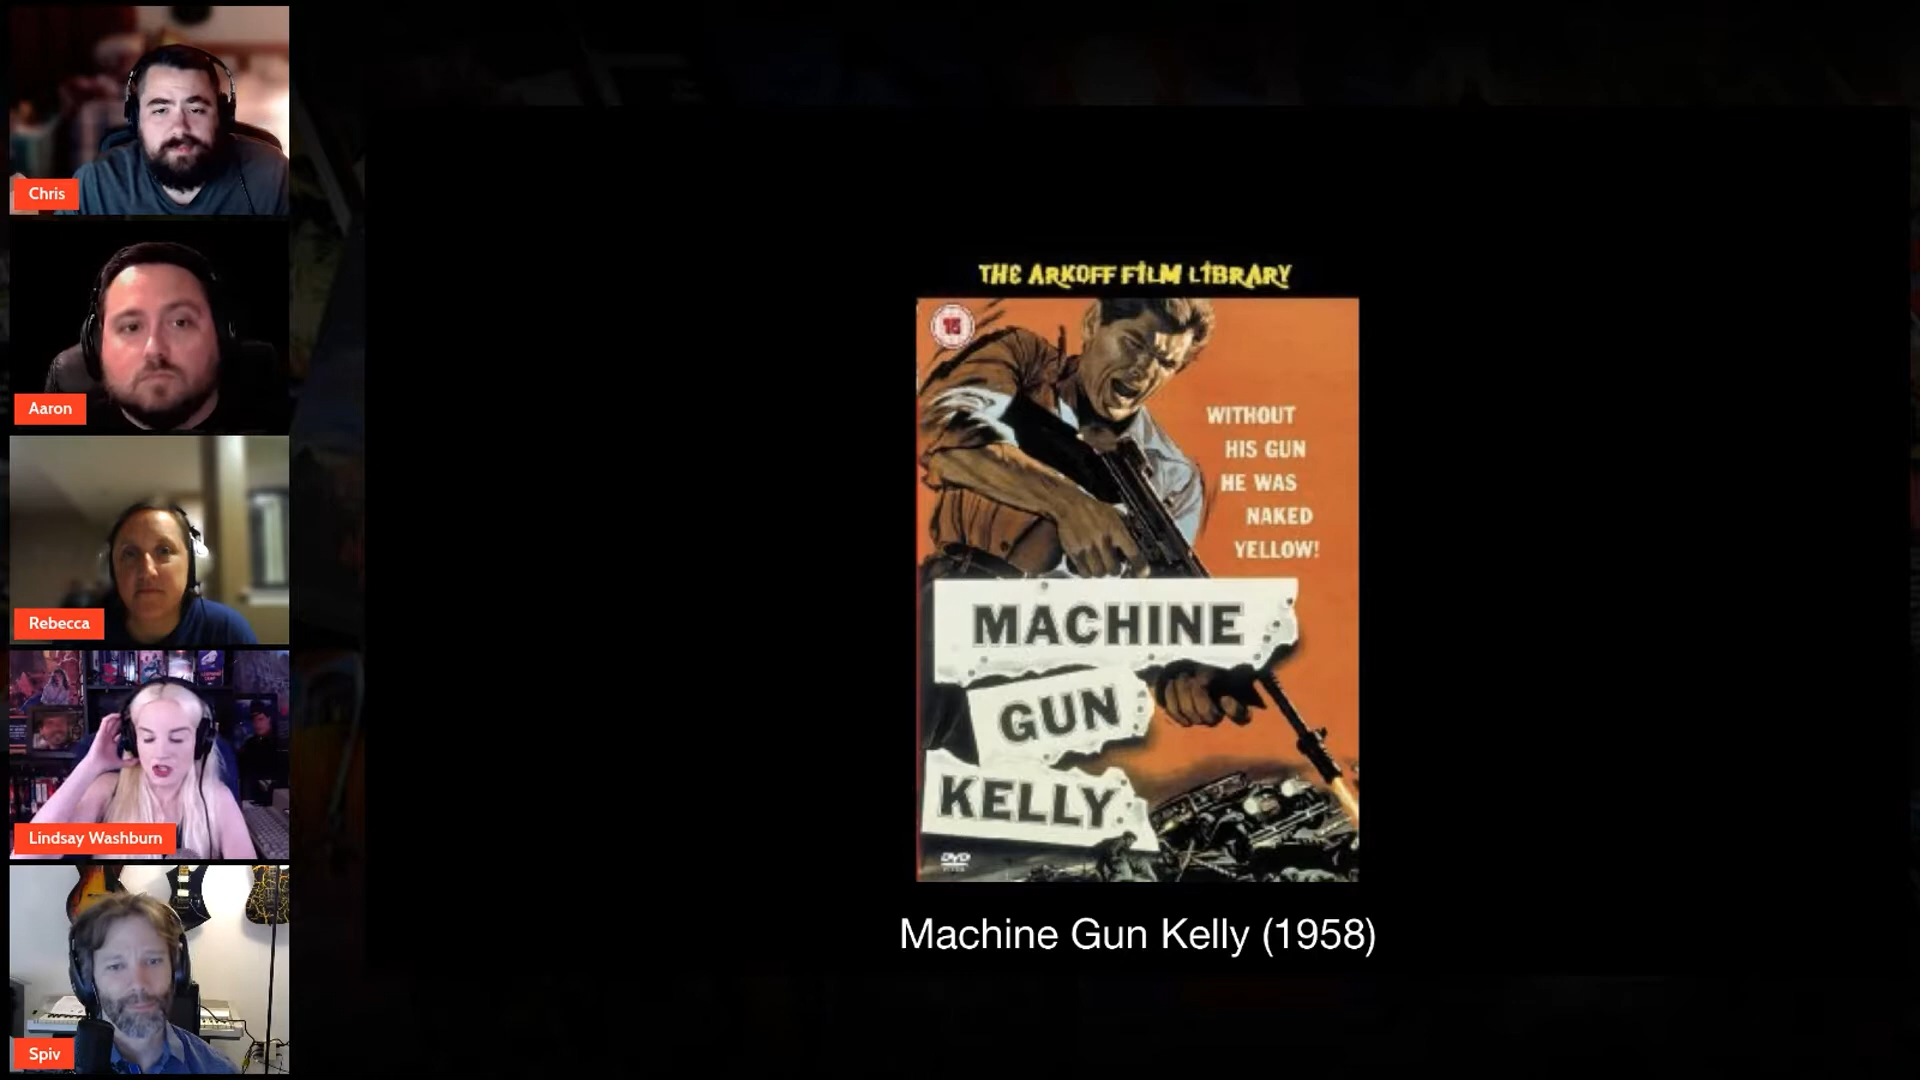 Chris
Aaron
Rebecca
Lindsay Washburn
Spiv
THE ARKOFF FILM LIBRARY
15
WITHOUT
HIS GUN
HE WAS
NAKED
YELLOW!
MACHINE
GUN
KELLY
DVD
Machine Gun Kelly (1958)